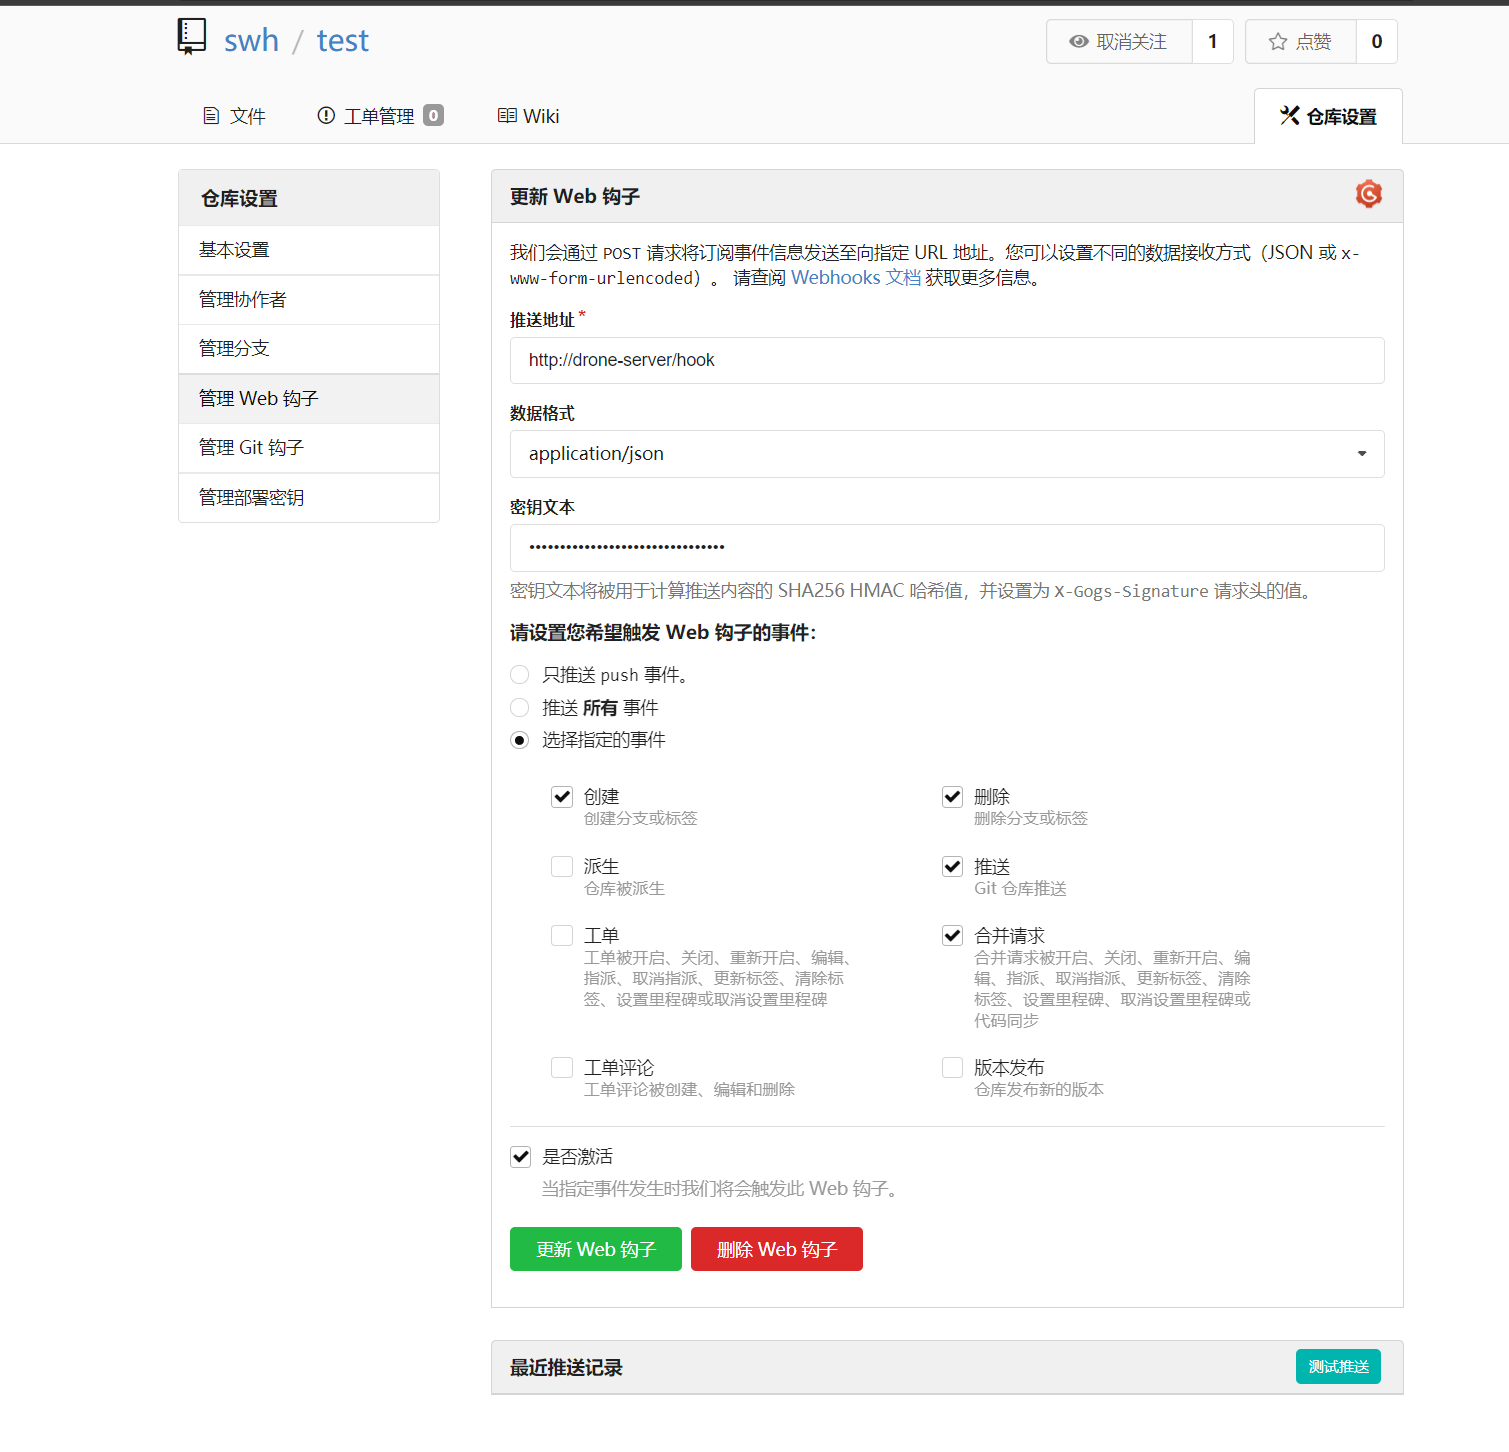 swh / test
取消关注 1
点赞 0
文件
工单管理 0
Wiki
仓库设置
仓库设置
基本设置
管理协作者
管理分支
管理 Web 钩子
管理 Git 钩子
管理部署密钥
更新 Web 钩子
我们会通过 POST 请求将订阅事件信息发送至向指定 URL 地址。您可以设置不同的数据接收方式（JSON 或 x-
www-form-urlencoded）。 请查阅 Webhooks 文档 获取更多信息。
推送地址*
http://drone-server/hook
数据格式
application/json
密钥文本
••••••••••••••••••••••••••••••••
密钥文本将被用于计算推送内容的 SHA256 HMAC 哈希值，并设置为 X-Gogs-Signature 请求头的值。
请设置您希望触发 Web 钩子的事件：
只推送 push 事件。
推送 所有 事件
选择指定的事件
创建
创建分支或标签
删除
删除分支或标签
派生
仓库被派生
推送
Git 仓库推送
工单
工单被开启、关闭、重新开启、编辑、
指派、取消指派、更新标签、清除标
签、设置里程碑或取消设置里程碑
合并请求
合并请求被开启、关闭、重新开启、编
辑、指派、取消指派、更新标签、清除
标签、设置里程碑、取消设置里程碑或
代码同步
工单评论
工单评论被创建、编辑和删除
版本发布
仓库发布新的版本
是否激活
当指定事件发生时我们将会触发此 Web 钩子。
更新 Web 钩子
删除 Web 钩子
最近推送记录
测试推送